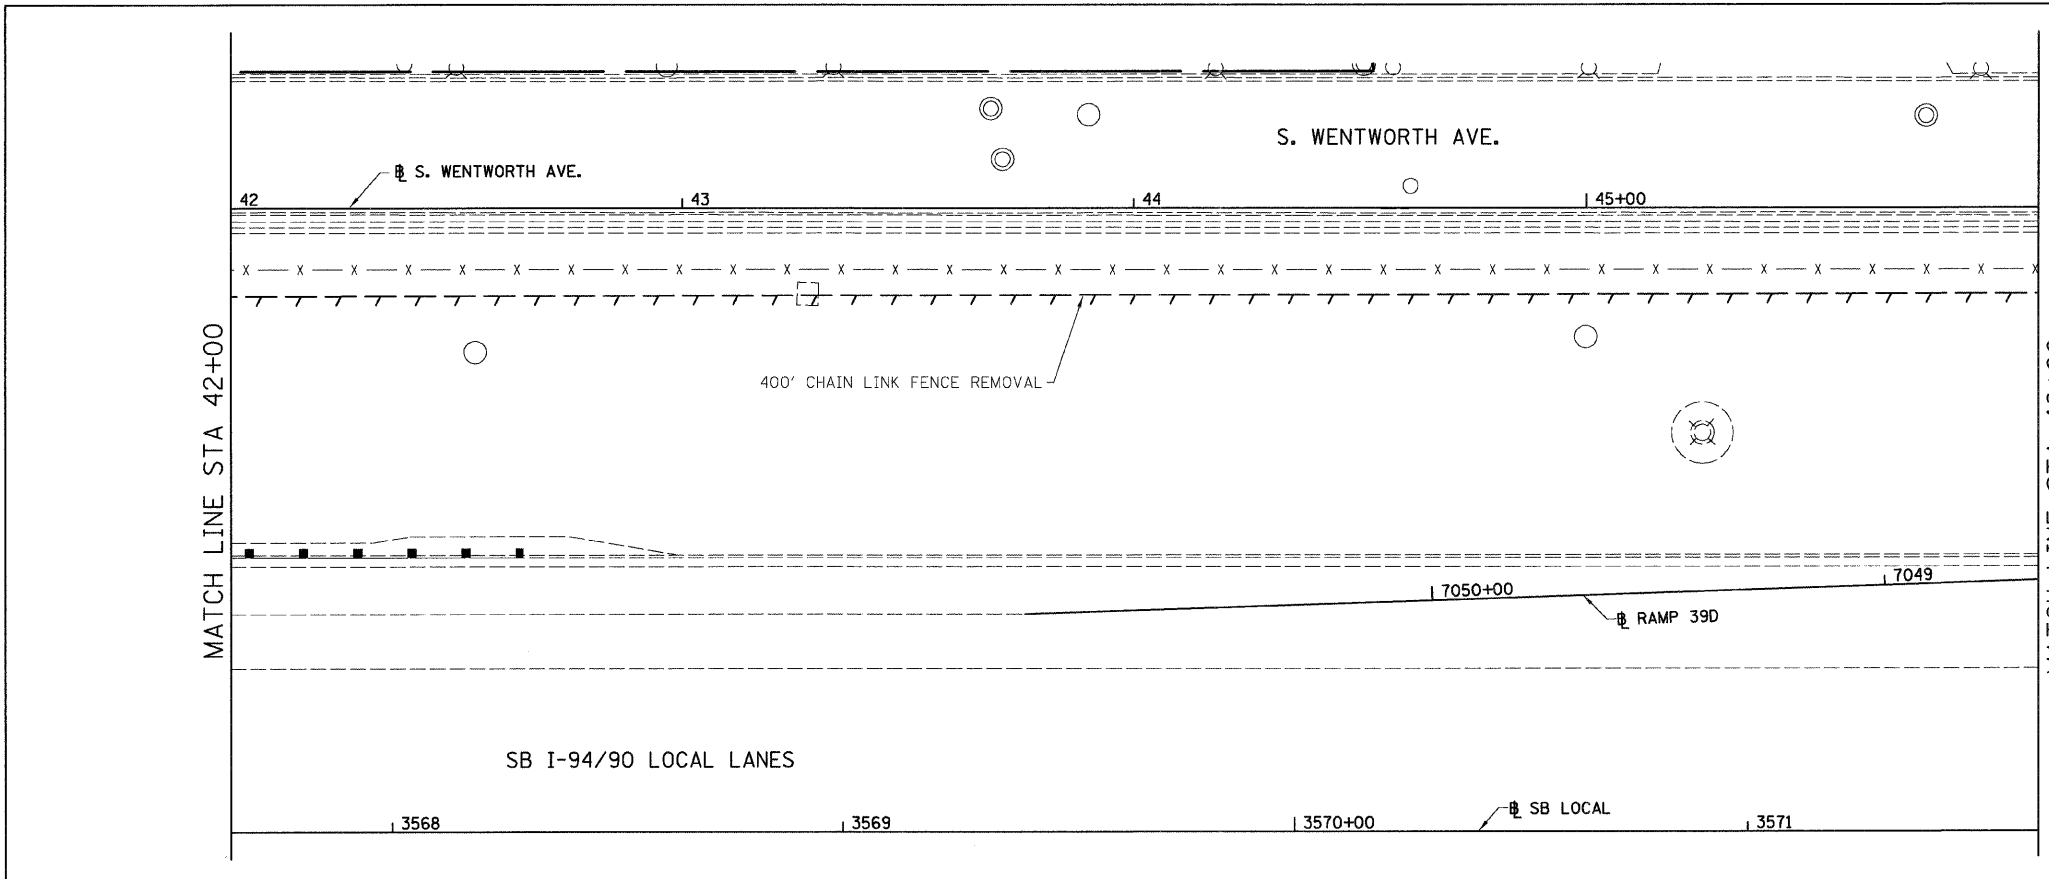 S. WENTWORTH AVE.
℄ S. WENTWORTH AVE.
42
43
44
45+00
400' CHAIN LINK FENCE REMOVAL
MATCH LINE STA 42+00
7050+00
7049
℄ RAMP 39D
SB I-94/90 LOCAL LANES
℄ SB LOCAL
3568
3569
3570+00
3571